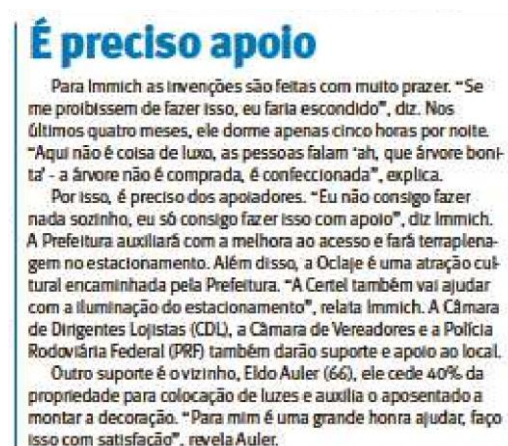 É preciso apoio
Para Immich as invenções são feitas com muito prazer. “Se
me proibissem de fazer isso, eu faria escondido”, diz. Nos
últimos quatro meses, ele dorme apenas cinco horas por noite.
“Aqui não é coisa de luxo, as pessoas falam ‘ah, que árvore boni-
ta’ - a árvore não é comprada, é confeccionada”, explica.
Por isso, é preciso dos apoiadores. “Eu não consigo fazer
nada sozinho, eu só consigo fazer isso com apoio”, diz Immich.
A Prefeitura auxiliará com a melhora ao acesso e fará terraplena-
gem no estacionamento. Além disso, a Oclaje é uma atração cul-
tural encaminhada pela Prefeitura. “A Certel também vai ajudar
com a iluminação do estacionamento”, relata Immich. A Câmara
de Dirigentes Lojistas (CDL), a Câmara de Vereadores e a Polícia
Rodoviária Federal (PRF) também darão suporte e apoio ao local.
Outro suporte é o vizinho, Eldo Auler (66), ele cede 40% da
propriedade para colocação de luzes e auxilia o aposentado a
montar a decoração. “Para mim é uma grande honra ajudar, faço
isso com satisfação”, revela Auler.